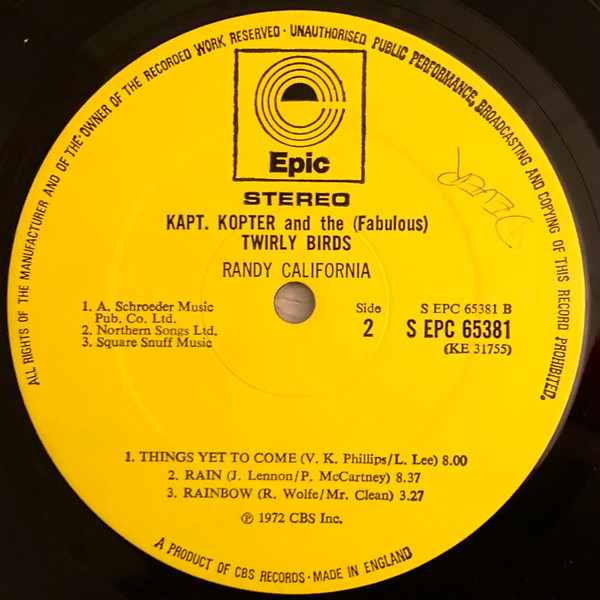 ALL RIGHTS OF THE MANUFACTURER AND OF THE OWNER OF THE RECORDED WORK RESERVED · UNAUTHORISED PUBLIC PERFORMANCE, BROADCASTING AND COPYING OF THIS RECORD PROHIBITED.
Epic
STEREO
KAPT. KOPTER and the (Fabulous)
TWIRLY BIRDS
RANDY CALIFORNIA
1. A. Schroeder Music
Pub. Co. Ltd.
2. Northern Songs Ltd.
3. Square Snuff Music
Side
2
S EPC 65381 B
S EPC 65381
(KE 31755)
1. THINGS YET TO COME (V. K. Phillips/L. Lee) 8.00
2. RAIN (J. Lennon/P. McCartney) 8.37
3. RAINBOW (R. Wolfe/Mr. Clean) 3.27
℗ 1972 CBS Inc.
A PRODUCT OF CBS RECORDS · MADE IN ENGLAND